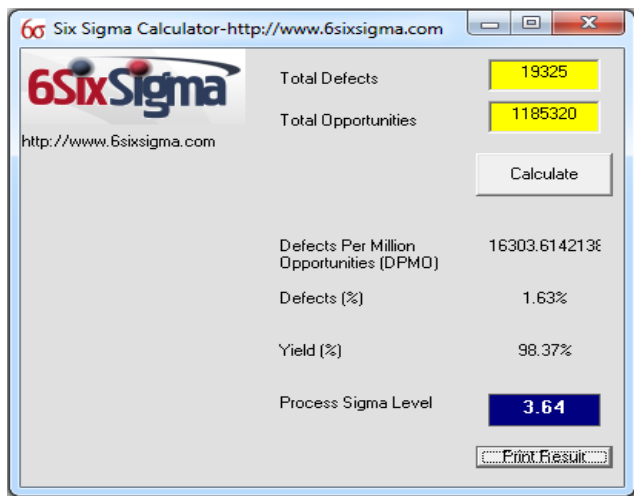 6σ Six Sigma Calculator-http://www.6sixsigma.com
6SixSigma
http://www.6sixsigma.com
Total Defects 19325
Total Opportunities 1185320
Calculate
Defects Per Million 16303.6142138
Opportunities (DPMO)
Defects (%) 1.63%
Yield (%) 98.37%
Process Sigma Level 3.64
Print Result